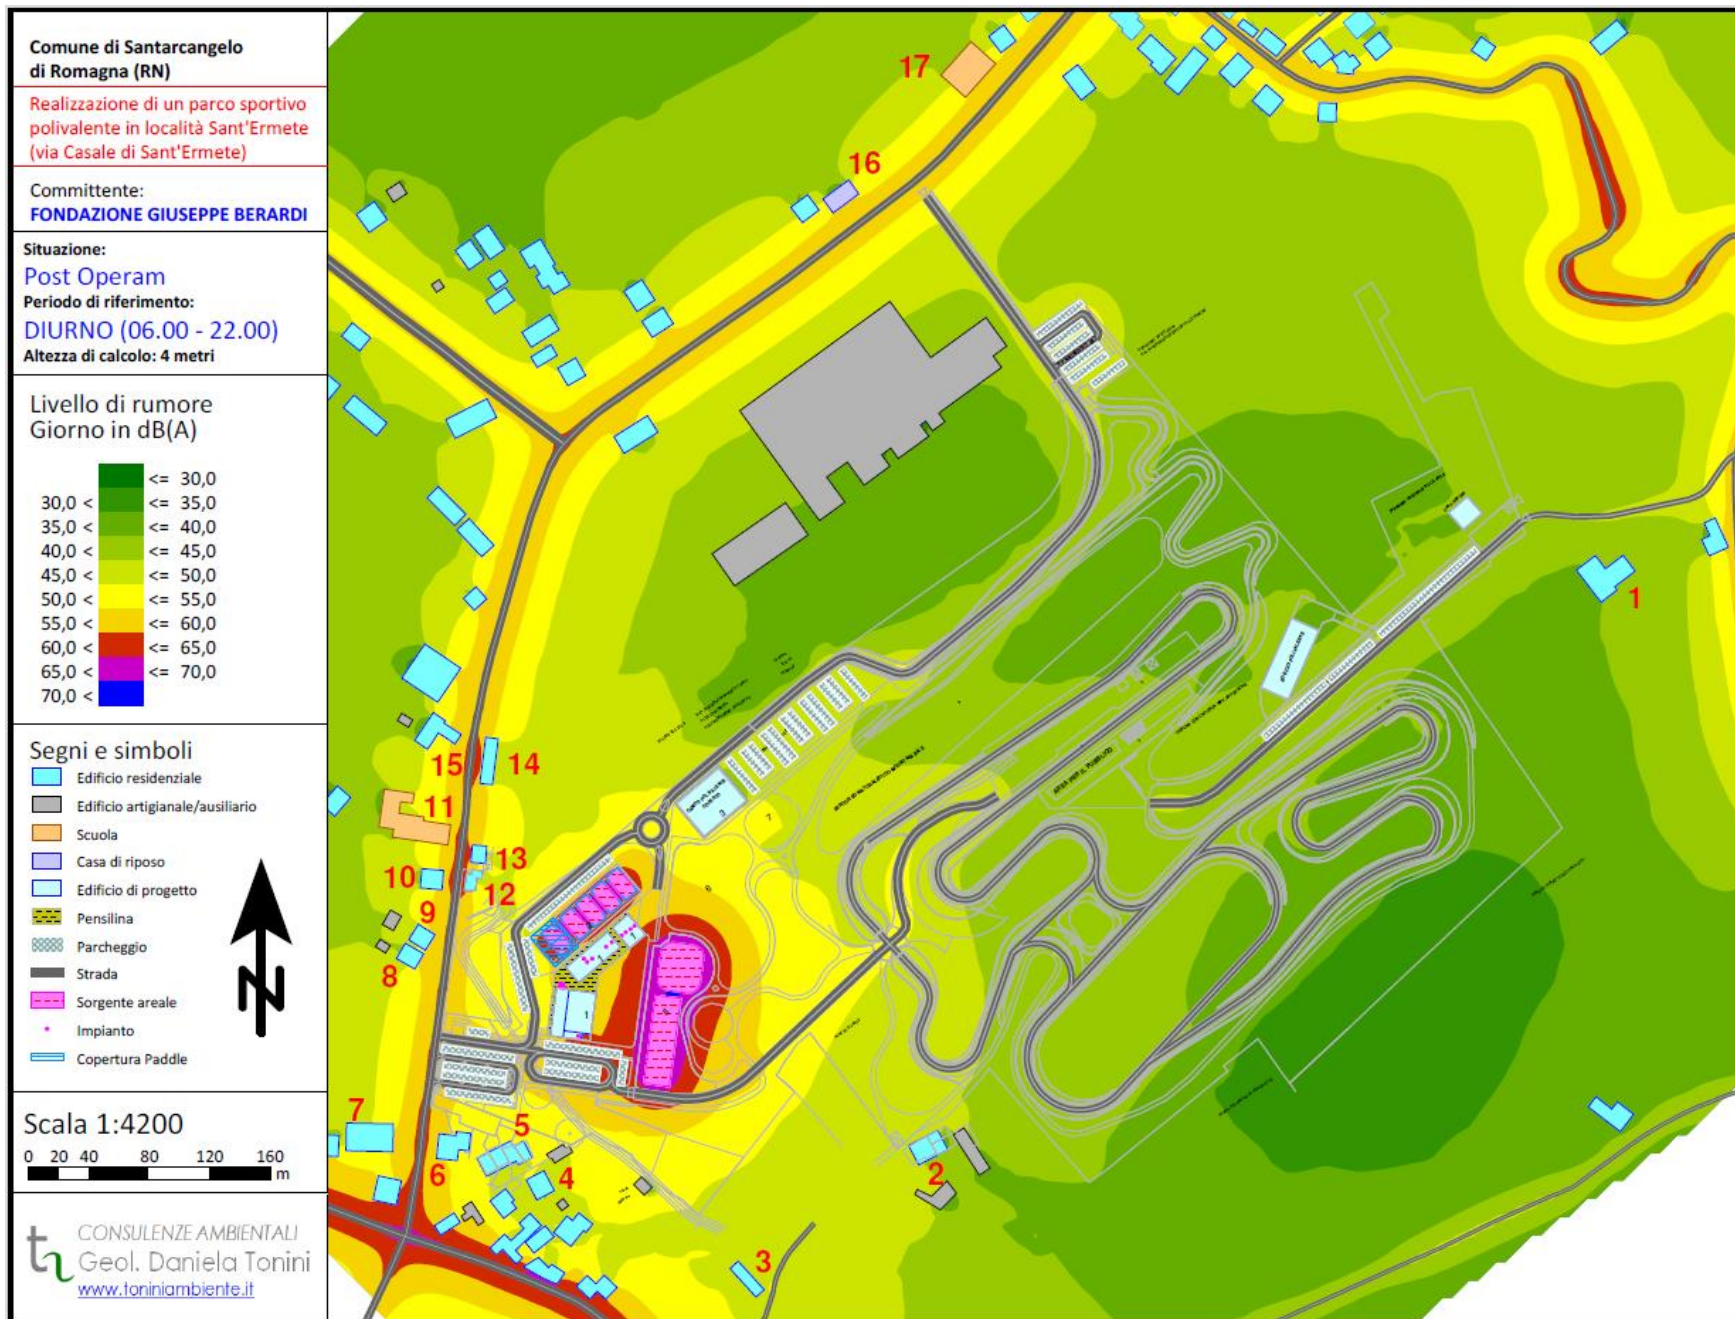 Comune di Santarcangelo
di Romagna (RN)
Realizzazione di un parco sportivo
polivalente in località Sant'Ermete
(via Casale di Sant'Ermete)
Committente:
FONDAZIONE GIUSEPPE BERARDI
Situazione:
Post Operam
Periodo di riferimento:
DIURNO (06.00 - 22.00)
Altezza di calcolo: 4 metri
Livello di rumore
Giorno in dB(A)
<= 30,0
30,0 < <= 35,0
35,0 < <= 40,0
40,0 < <= 45,0
45,0 < <= 50,0
50,0 < <= 55,0
55,0 < <= 60,0
60,0 < <= 65,0
65,0 < <= 70,0
70,0 <
Segni e simboli
Edificio residenziale
Edificio artigianale/ausiliario
Scuola
Casa di riposo
Edificio di progetto
Pensilina
Parcheggio
Strada
Sorgente areale
Impianto
Copertura Paddle
N
Scala 1:4200
0 20 40 80 120 160
m
CONSULENZE AMBIENTALI
Geol. Daniela Tonini
www.toniniambiente.it
17
16
1
15
14
11
13
10
12
9
8
7
5
6
4
2
3